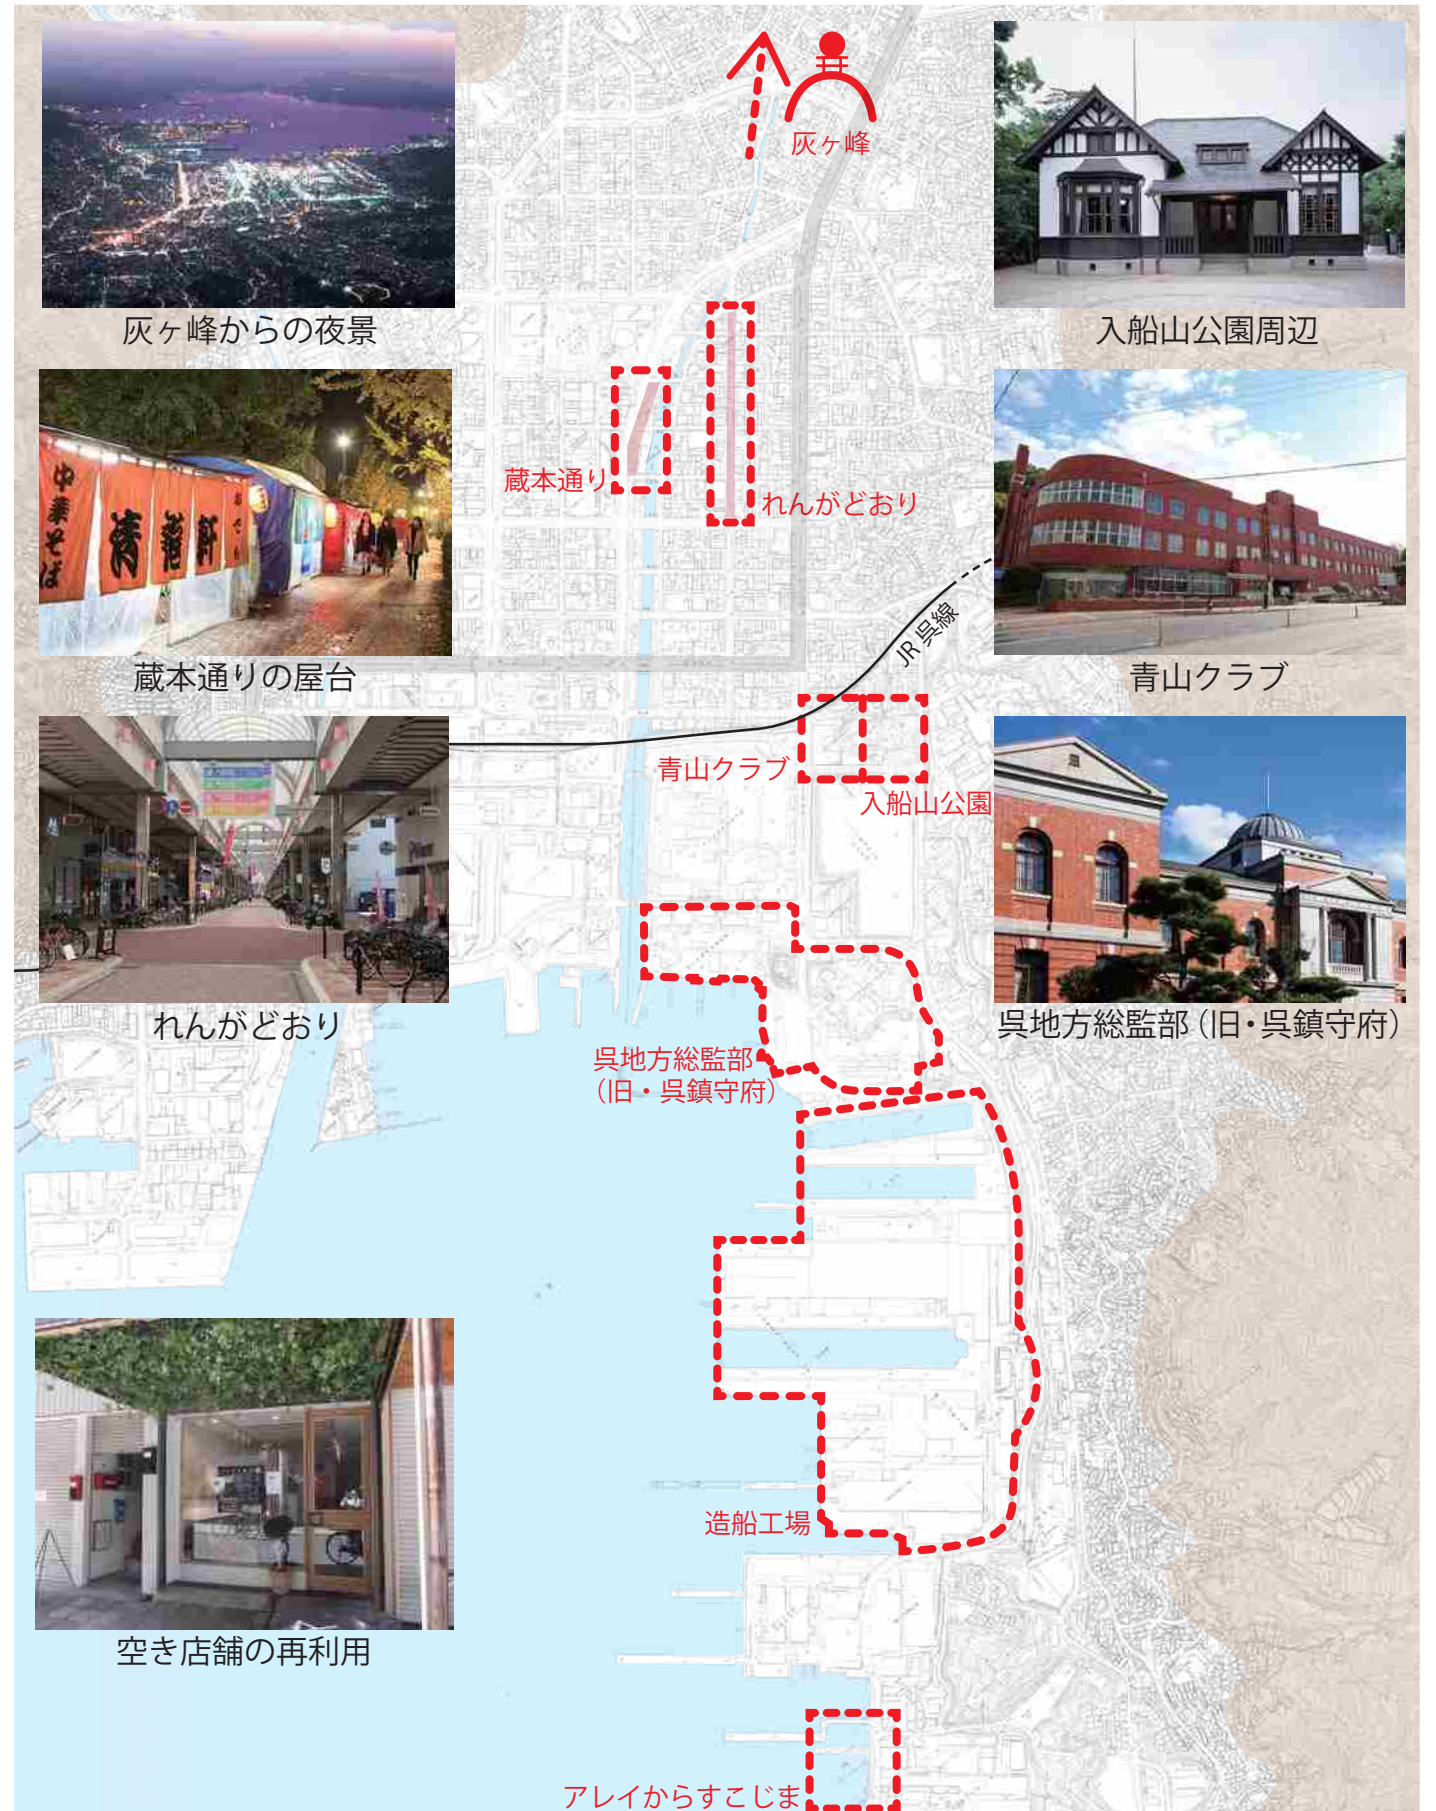 灰ヶ峰
灰ヶ峰からの夜景
入船山公園周辺
蔵本通り
れんがどおり
中華そば
蔵本通りの屋台
JR 呉線
青山クラブ
青山クラブ
入船山公園
れんがどおり
呉地方総監部（旧・呉鎮守府）
呉地方総監部
（旧・呉鎮守府）
造船工場
空き店舗の再利用
アレイからすこじま